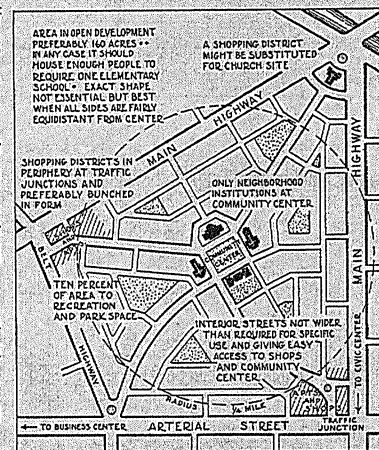 AREA IN OPEN DEVELOPMENT
PREFERABLY 160 ACRES **
IN ANY CASE IT SHOULD
HOUSE ENOUGH PEOPLE TO
REQUIRE ONE ELEMENTARY
SCHOOL • EXACT SHAPE
NOT ESSENTIAL BUT BEST
WHEN ALL SIDES ARE FAIRLY
EQUIDISTANT FROM CENTER
A SHOPPING DISTRICT
MIGHT BE SUBSTITUTED
FOR CHURCH SITE
MAIN HIGHWAY
HIGHWAY
MAIN
SHOPPING DISTRICTS IN
PERIPHERY AT TRAFFIC
JUNCTIONS AND
PREFERABLY BUNCHED
IN FORM
ONLY NEIGHBORHOOD
INSTITUTIONS AT
COMMUNITY CENTER
AND
COMMUNITY
CENTER
BELT
HIGHWAY
TEN PERCENT
OF AREA TO
RECREATION
AND PARK SPACE
INTERIOR STREETS NOT WIDER
THAN REQUIRED FOR SPECIFIC
USE AND GIVING EASY
ACCESS TO SHOPS
AND COMMUNITY
CENTER
TO CIVIC CENTER
RADIUS ¼ MILE
APTS
AND
TRAFFIC
JUNCTION
← TO BUSINESS CENTER
ARTERIAL STREET